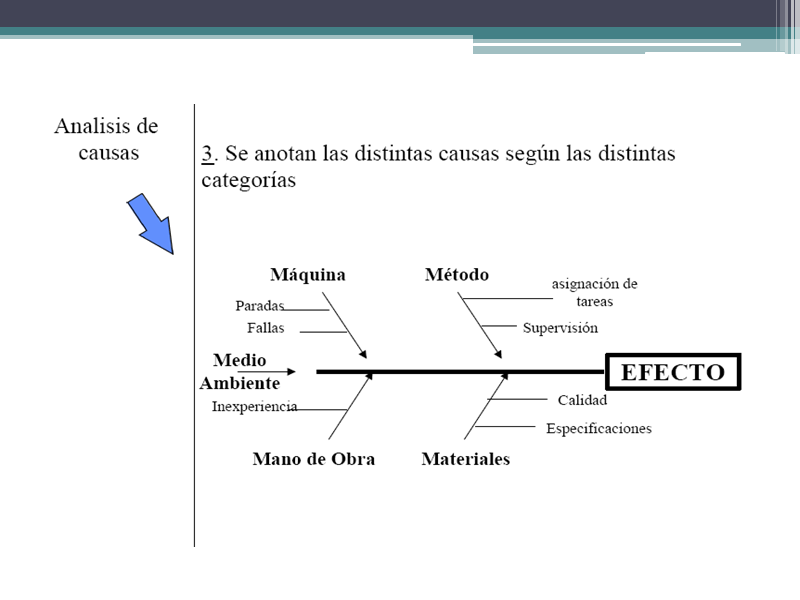 Analisis de
causas
3. Se anotan las distintas causas según las distintas
categorías
Máquina
Método
asignación de
tareas
Paradas
Fallas
Supervisión
Medio
Ambiente
EFECTO
Inexperiencia
Calidad
Especificaciones
Mano de Obra
Materiales